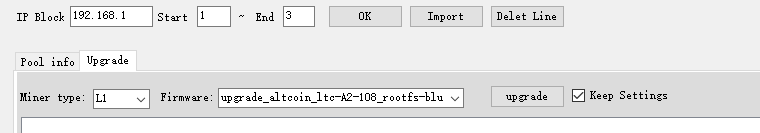 IP Block 192.168.1 Start 1 ~ End 3 OK Import Delet Line
Pool info Upgrade
Miner type: L1 Firmware: upgrade_altcoin_ltc-A2-108_rootfs-blu upgrade Keep Settings